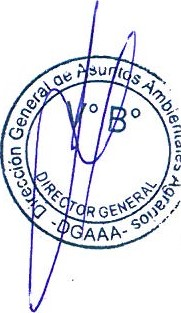 Dirección General de Asuntos Ambientales Agrarios
V° B°
DIRECTOR GENERAL
-DGAAA-